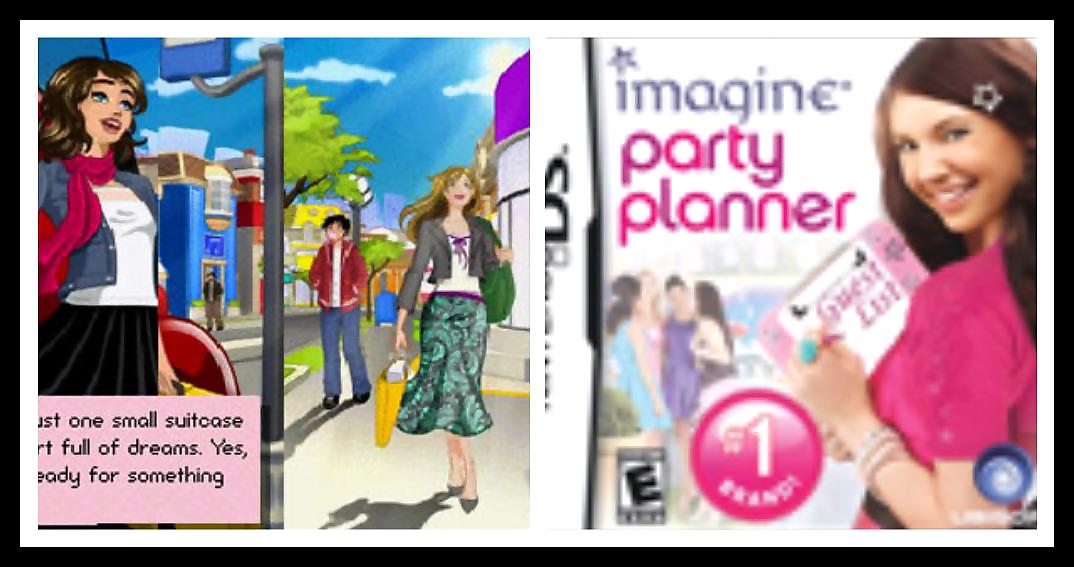 ust one small suitcase
rt full of dreams. Yes,
eady for something
DS.
imagine
party
planner
Guest
List
#1
BRAND!
E